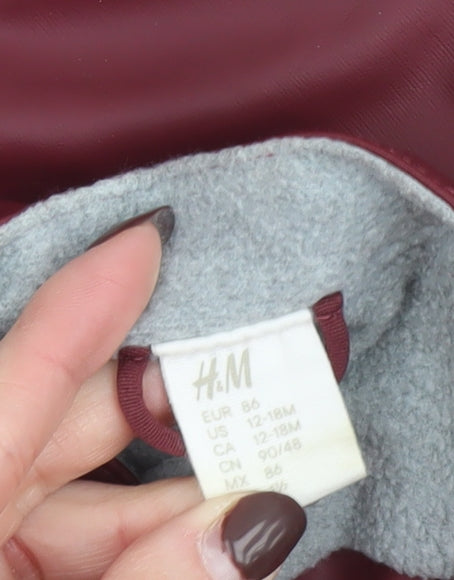 H&M
EUR 86
US 12-18M
CA 12-18M
CN 90/48
MX 86